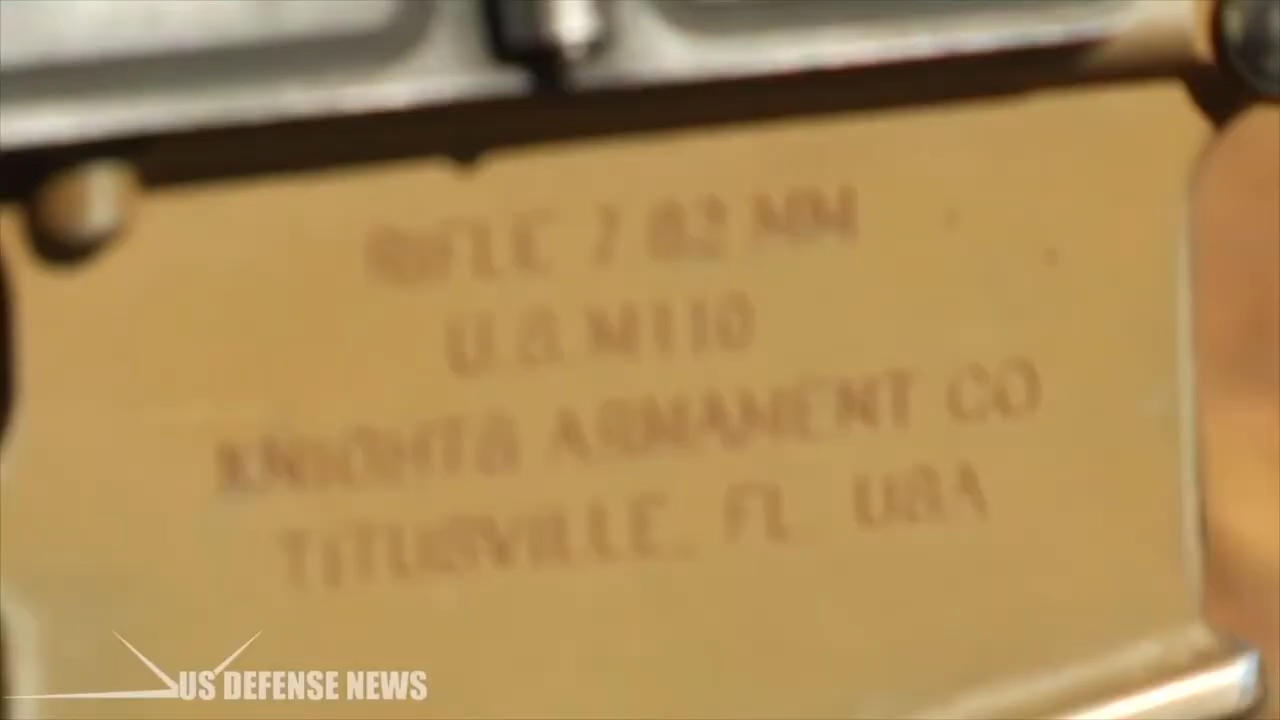 RIFLE 7.62 MM
U.S. M110
KNIGHTS ARMAMENT CO
TITUSVILLE, FL USA
US DEFENSE NEWS